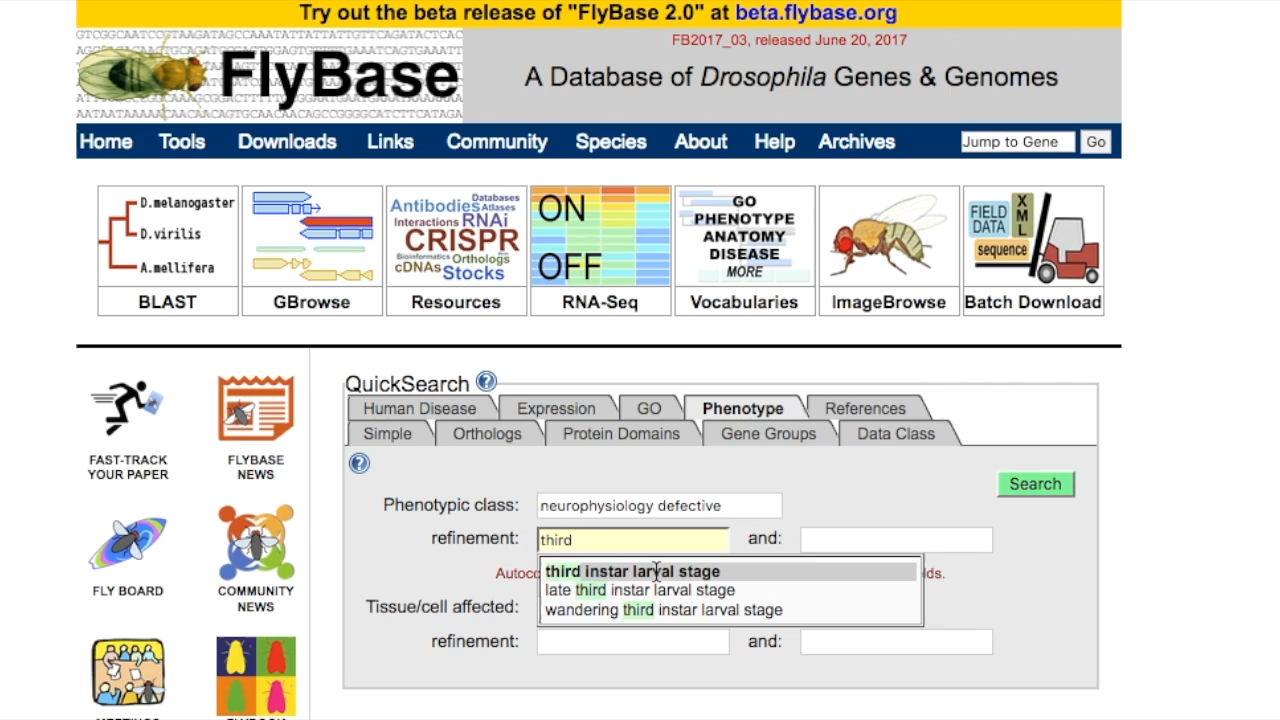 Try out the beta release of "FlyBase 2.0" at beta.flybase.org
FB2017_03, released June 20, 2017
FlyBase
A Database of Drosophila Genes & Genomes
Home Tools Downloads Links Community Species About Help Archives Jump to Gene Go
D.melanogaster
D.virilis
A.mellifera
BLAST
GBrowse
Databases
Antibodies Atlases
Interactions RNAi
CRISPR
Bioinformatics Orthologs
cDNAs Stocks
Resources
ON
OFF
RNA-Seq
GO
PHENOTYPE
ANATOMY
DISEASE
MORE
Vocabularies
ImageBrowse
FIELD
DATA
XML
sequence
Batch Download
FAST-TRACK
YOUR PAPER
FLYBASE
NEWS
FLY BOARD
COMMUNITY
NEWS
QuickSearch
Human Disease Expression GO Phenotype References
Simple Orthologs Protein Domains Gene Groups Data Class
Search
Phenotypic class: neurophysiology defective
refinement: third and:
third instar larval stage
late third instar larval stage
wandering third instar larval stage
Autoco
ds.
Tissue/cell affected:
refinement: and: